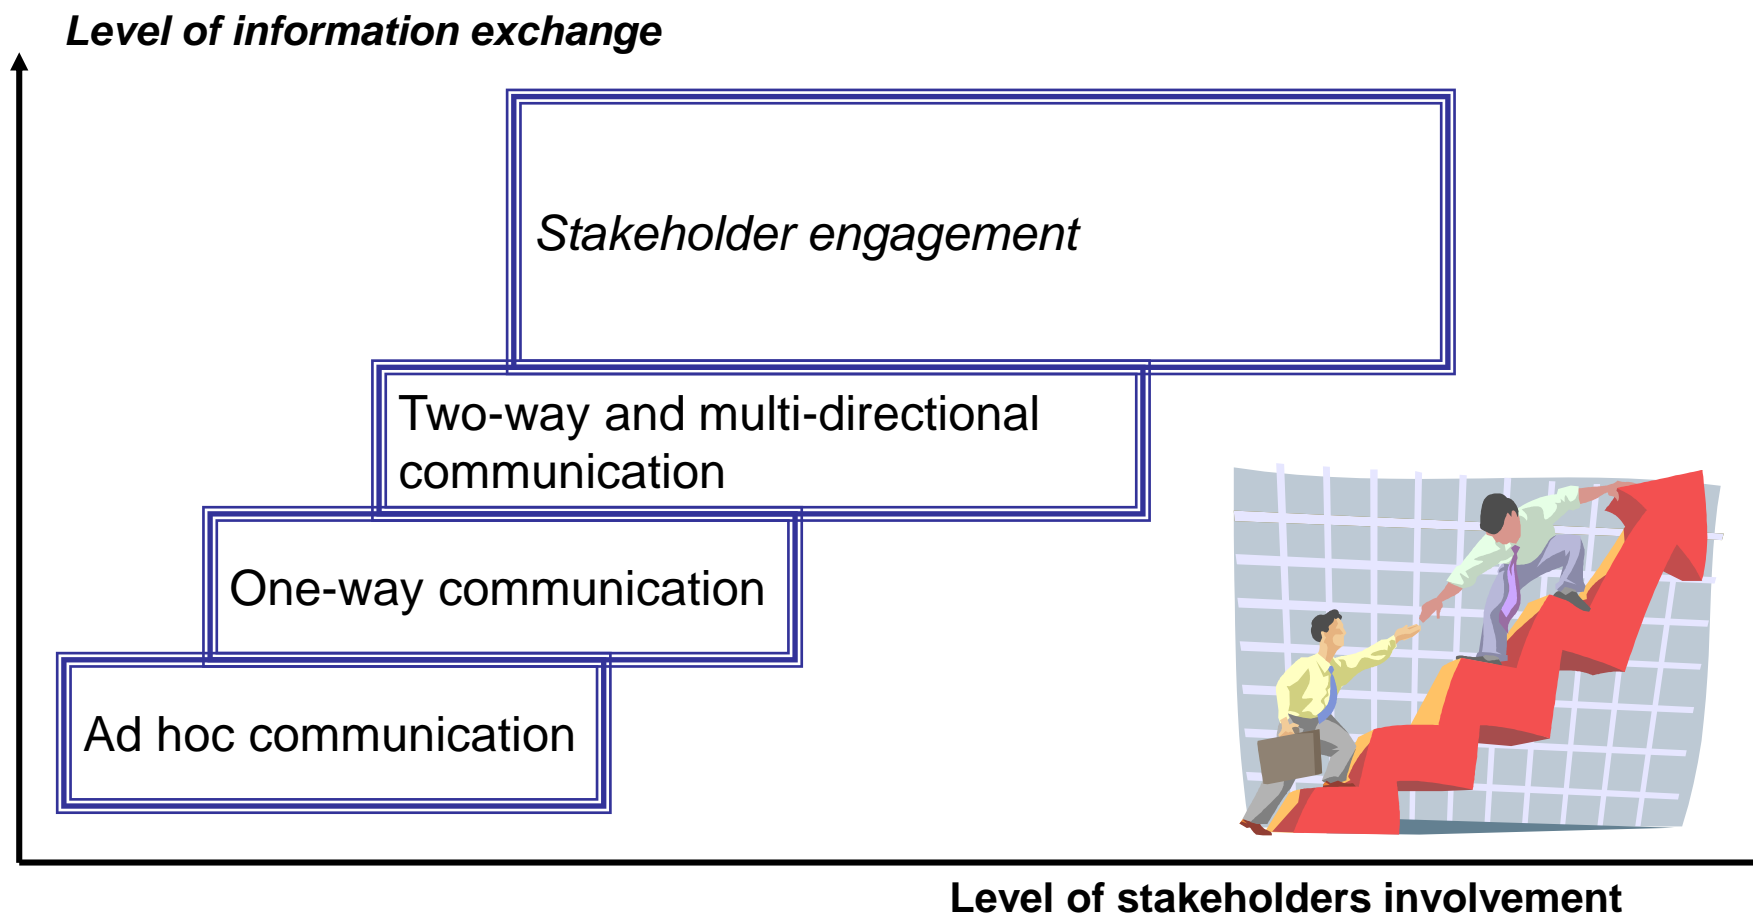 Level of information exchange
Stakeholder engagement
Two-way and multi-directional
communication
One-way communication
Ad hoc communication
Level of stakeholders involvement